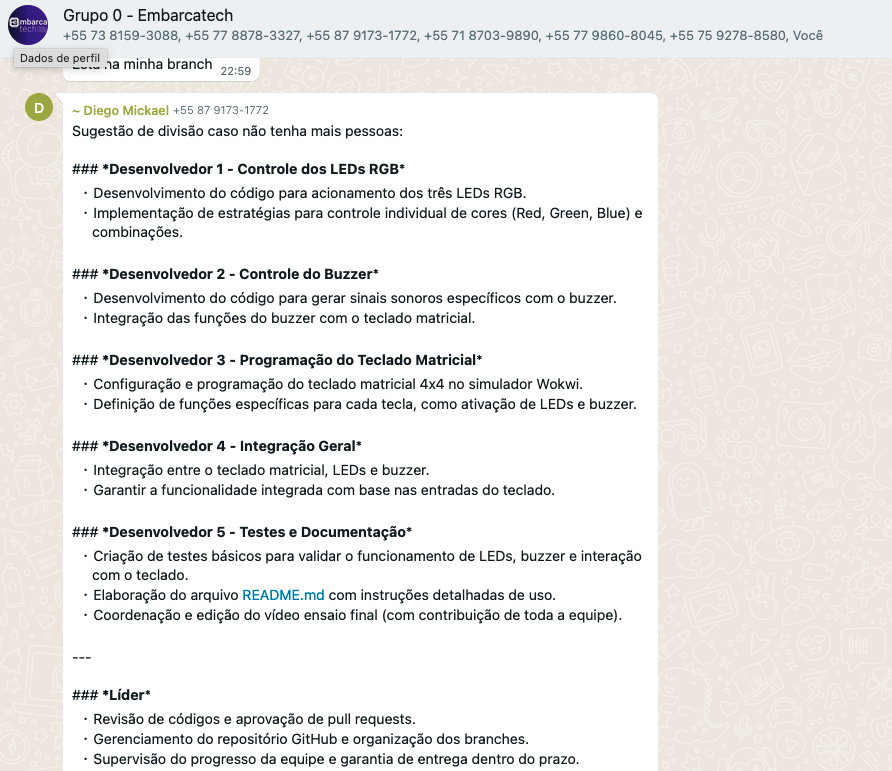 Grupo 0 - Embarcatech
+55 73 8159-3088, +55 77 8878-3327, +55 87 9173-1772, +55 71 8703-9890, +55 77 9860-8045, +55 75 9278-8580, Você
Dados de perfil
Está na minha branch
22:59
D
~ Diego Mickael +55 87 9173-1772
Sugestão de divisão caso não tenha mais pessoas:
### *Desenvolvedor 1 - Controle dos LEDs RGB*
• Desenvolvimento do código para acionamento dos três LEDs RGB.
• Implementação de estratégias para controle individual de cores (Red, Green, Blue) e
combinações.
### *Desenvolvedor 2 - Controle do Buzzer*
• Desenvolvimento do código para gerar sinais sonoros específicos com o buzzer.
• Integração das funções do buzzer com o teclado matricial.
### *Desenvolvedor 3 - Programação do Teclado Matricial*
• Configuração e programação do teclado matricial 4x4 no simulador Wokwi.
• Definição de funções específicas para cada tecla, como ativação de LEDs e buzzer.
### *Desenvolvedor 4 - Integração Geral*
• Integração entre o teclado matricial, LEDs e buzzer.
• Garantir a funcionalidade integrada com base nas entradas do teclado.
### *Desenvolvedor 5 - Testes e Documentação*
• Criação de testes básicos para validar o funcionamento de LEDs, buzzer e interação
com o teclado.
• Elaboração do arquivo README.md com instruções detalhadas de uso.
• Coordenação e edição do vídeo ensaio final (com contribuição de toda a equipe).
---
### *Líder*
• Revisão de códigos e aprovação de pull requests.
• Gerenciamento do repositório GitHub e organização dos branches.
• Supervisão do progresso da equipe e garantia de entrega dentro do prazo.